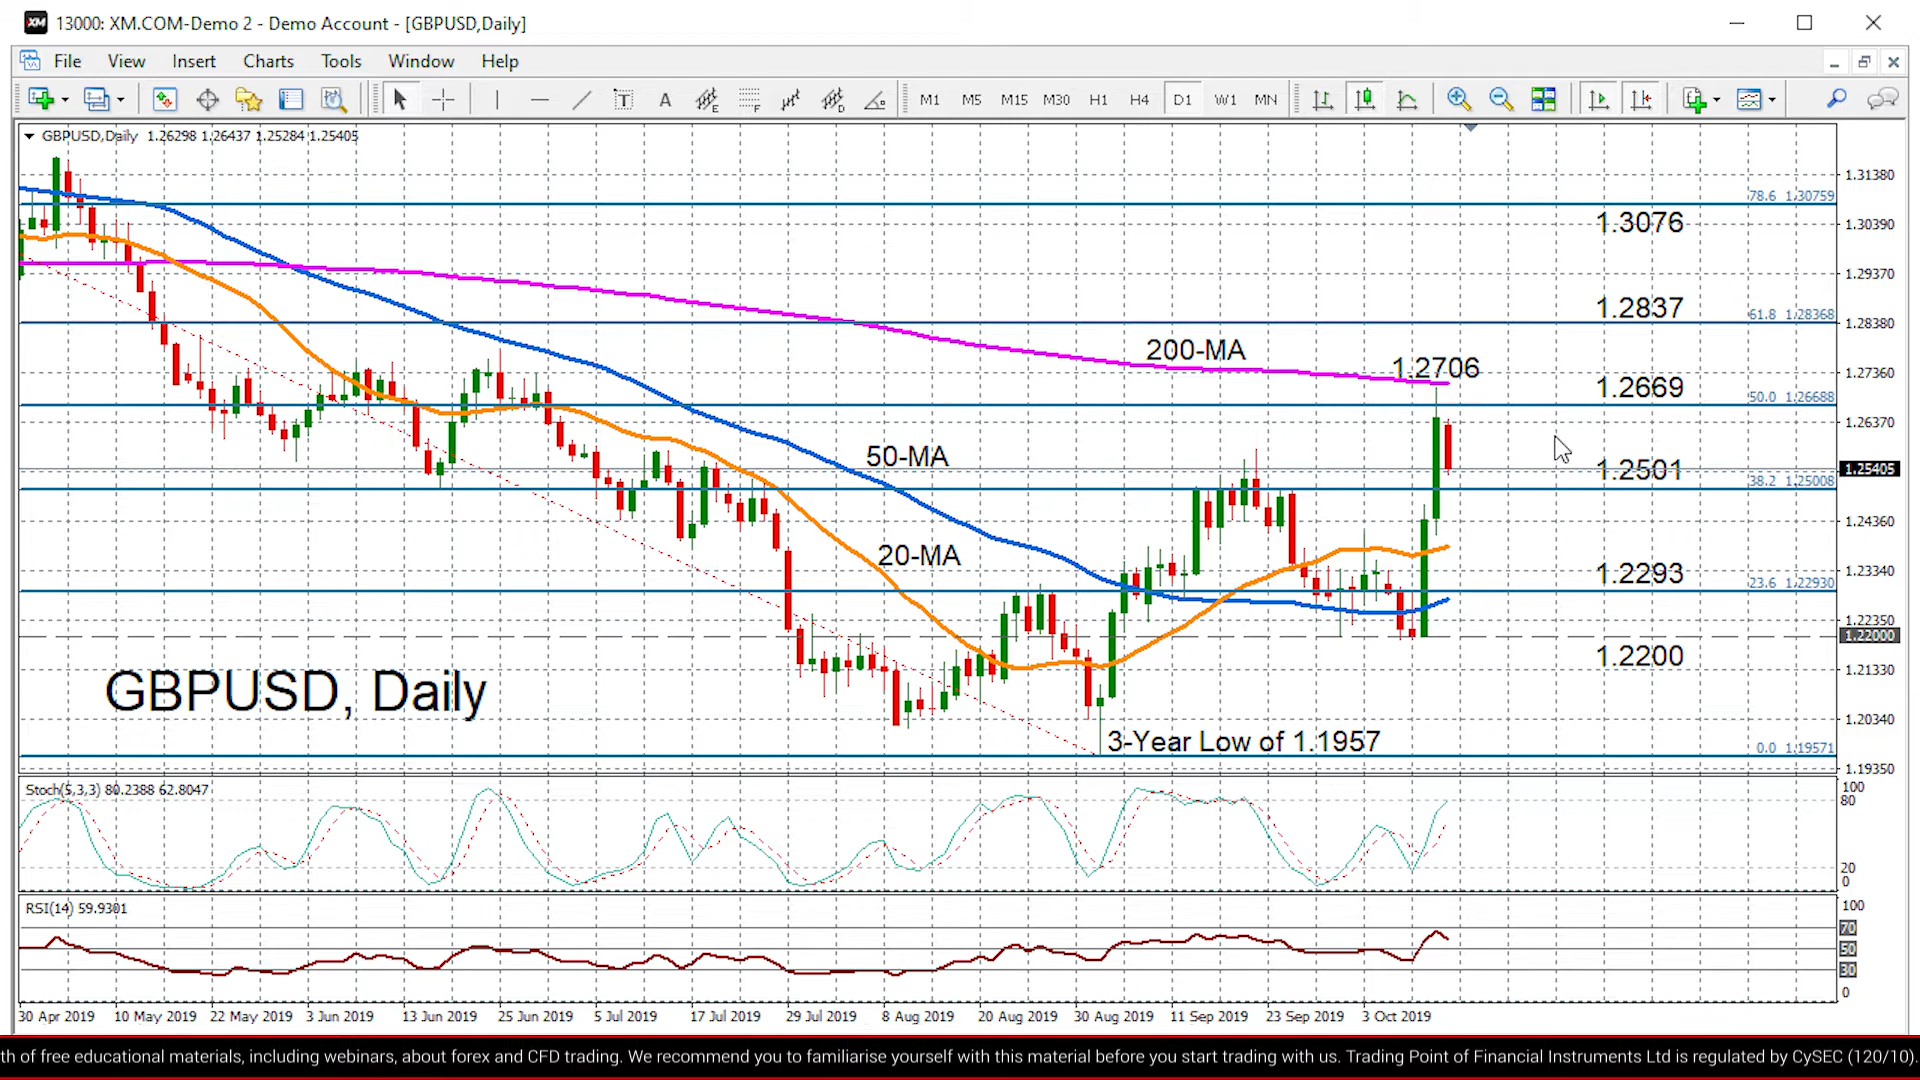 13000: XM.COM-Demo 2 - Demo Account - [GBPUSD,Daily]
File View Insert Charts Tools Window Help
M1 M5 M15 M30 H1 H4 D1 W1 MN
GBPUSD,Daily 1.26298 1.26437 1.25284 1.25405
1.31380
78.6 1.30759
1.3076
1.30399
1.29370
1.2837
61.8 1.28368
1.28380
200-MA
1.2706
1.27360
1.2669
50.0 1.26688
1.26370
50-MA
1.2501
1.25405
38.2 1.25008
1.24360
20-MA
1.2293
1.23340
23.6 1.22930
1.22350
1.22000
1.2200
1.21330
GBPUSD, Daily
1.20340
3-Year Low of 1.1957
0.0 1.19571
1.19350
Stoch(5,3,3) 80.2388 62.8047
100
80
20
0
RSI(14) 59.9301
100
70
50
30
0
30 Apr 2019 10 May 2019 22 May 2019 3 Jun 2019 13 Jun 2019 25 Jun 2019 5 Jul 2019 17 Jul 2019 29 Jul 2019 8 Aug 2019 20 Aug 2019 30 Aug 2019 11 Sep 2019 23 Sep 2019 3 Oct 2019
th of free educational materials, including webinars, about forex and CFD trading. We recommend you to familiarise yourself with this material before you start trading with us. Trading Point of Financial Instruments Ltd is regulated by CySEC (120/10).